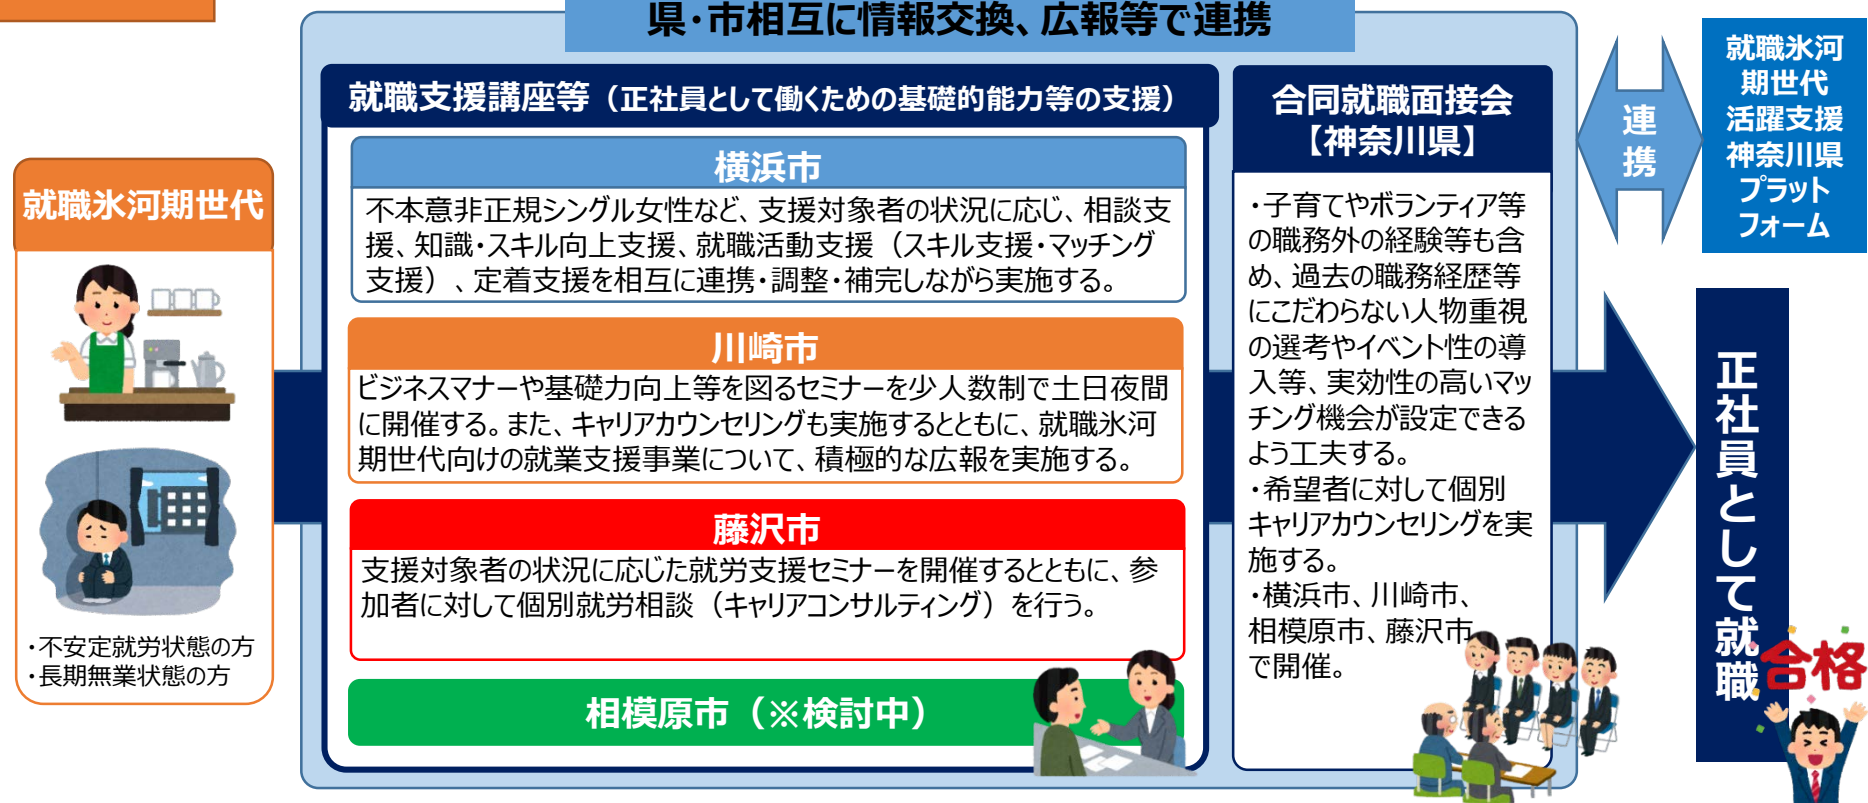 県・市相互に情報交換、広報等で連携
就職氷河期世代
・不安定就労状態の方
・長期無業状態の方
就職支援講座等（正社員として働くための基礎的能力等の支援）
横浜市
不本意非正規シングル女性など、支援対象者の状況に応じ、相談支
援、知識・スキル向上支援、就職活動支援（スキル支援・マッチング
支援）、定着支援を相互に連携・調整・補完しながら実施する。
川崎市
ビジネスマナーや基礎力向上等を図るセミナーを少人数制で土日夜間
に開催する。また、キャリアカウンセリングも実施するとともに、就職氷河
期世代向けの就業支援事業について、積極的な広報を実施する。
藤沢市
支援対象者の状況に応じた就労支援セミナーを開催するとともに、参
加者に対して個別就労相談（キャリアコンサルティング）を行う。
相模原市（※検討中）
合同就職面接会
【神奈川県】
・子育てやボランティア等
の職務外の経験等も含
め、過去の職務経歴等
にこだわらない人物重視
の選考やイベント性の導
入等、実効性の高いマッ
チング機会が設定できる
よう工夫する。
・希望者に対して個別
キャリアカウンセリングを実
施する。
・横浜市、川崎市、
相模原市、藤沢市
で開催。
連携
就職氷河
期世代
活躍支援
神奈川県
プラット
フォーム
正社員として就職
合格